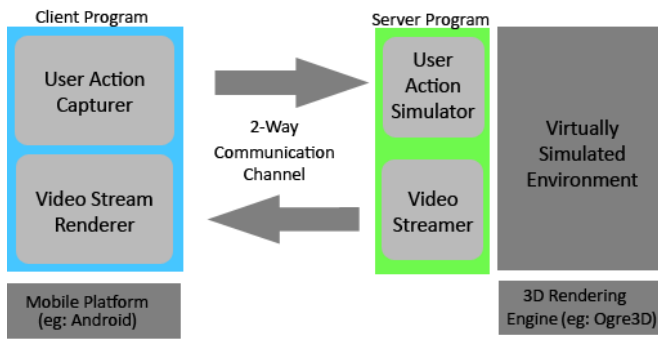 Client Program
User Action
Capturer
Video Stream
Renderer
Mobile Platform
(eg: Android)
2-Way
Communication
Channel
Server Program
User
Action
Simulator
Video
Streamer
Virtually
Simulated
Environment
3D Rendering
Engine (eg: Ogre3D)